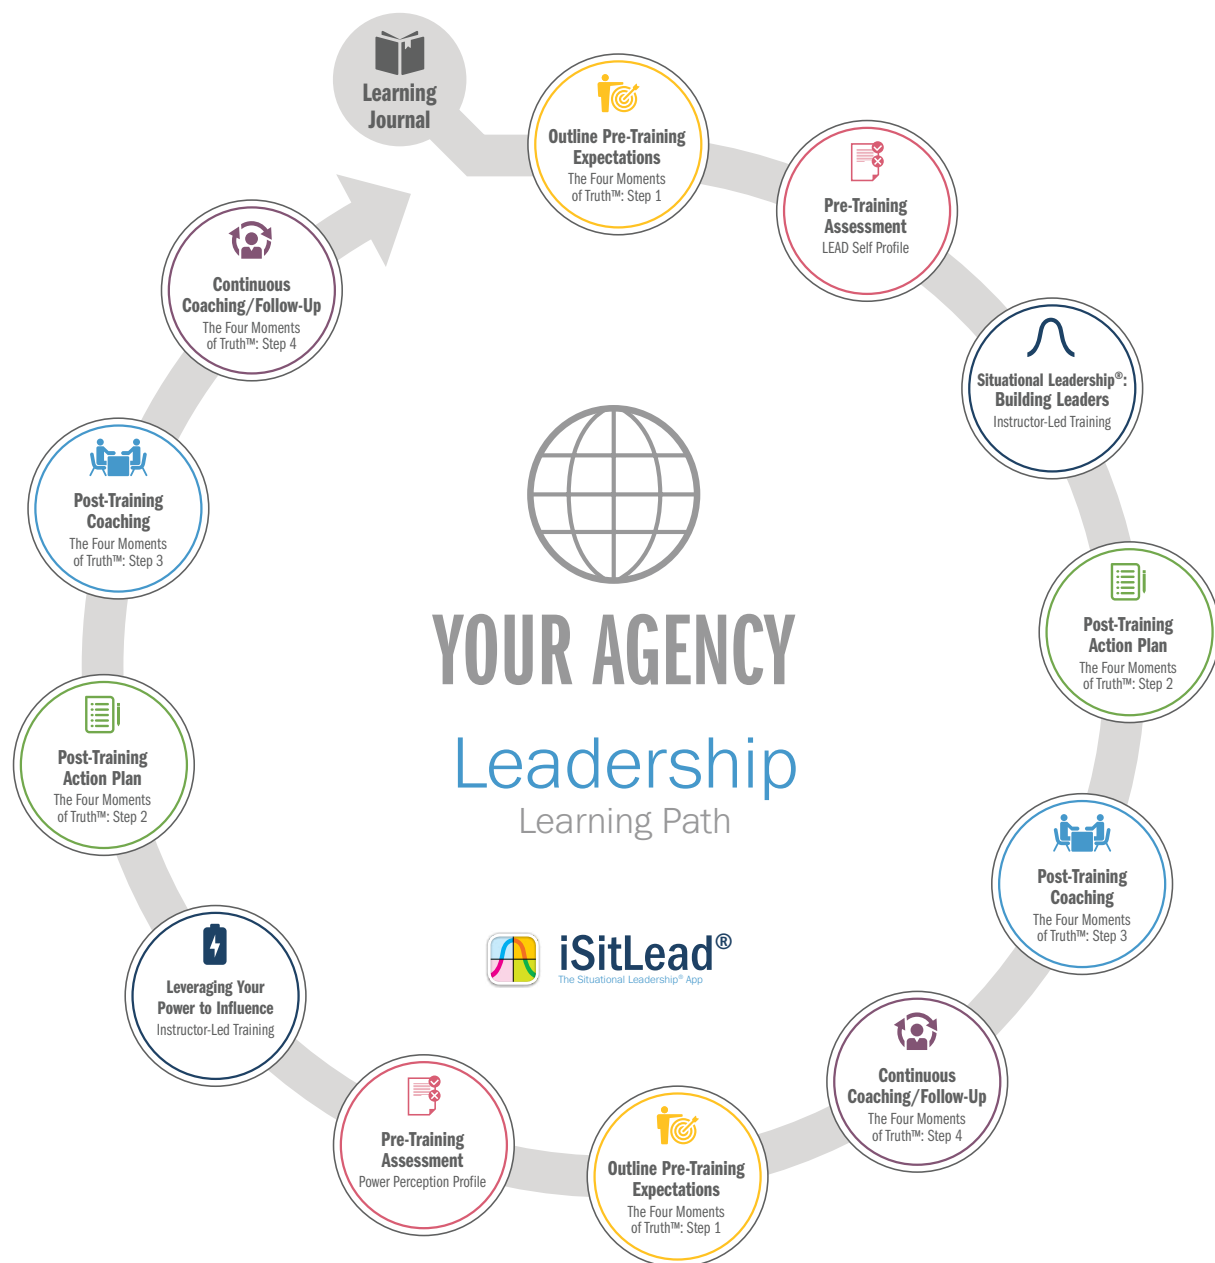 Learning
Journal
Outline Pre-Training
Expectations
The Four Moments
of Truth™: Step 1
Pre-Training
Assessment
LEAD Self Profile
Situational Leadership®:
Building Leaders
Instructor-Led Training
Post-Training
Action Plan
The Four Moments
of Truth™: Step 2
Post-Training
Coaching
The Four Moments
of Truth™: Step 3
Continuous
Coaching/Follow-Up
The Four Moments
of Truth™: Step 4
Outline Pre-Training
Expectations
The Four Moments
of Truth™: Step 1
Pre-Training
Assessment
Power Perception Profile
Leveraging Your
Power to Influence
Instructor-Led Training
Post-Training
Action Plan
The Four Moments
of Truth™: Step 2
Post-Training
Coaching
The Four Moments
of Truth™: Step 3
Continuous
Coaching/Follow-Up
The Four Moments
of Truth™: Step 4
YOUR AGENCY
Leadership
Learning Path
iSitLead®
The Situational Leadership® App